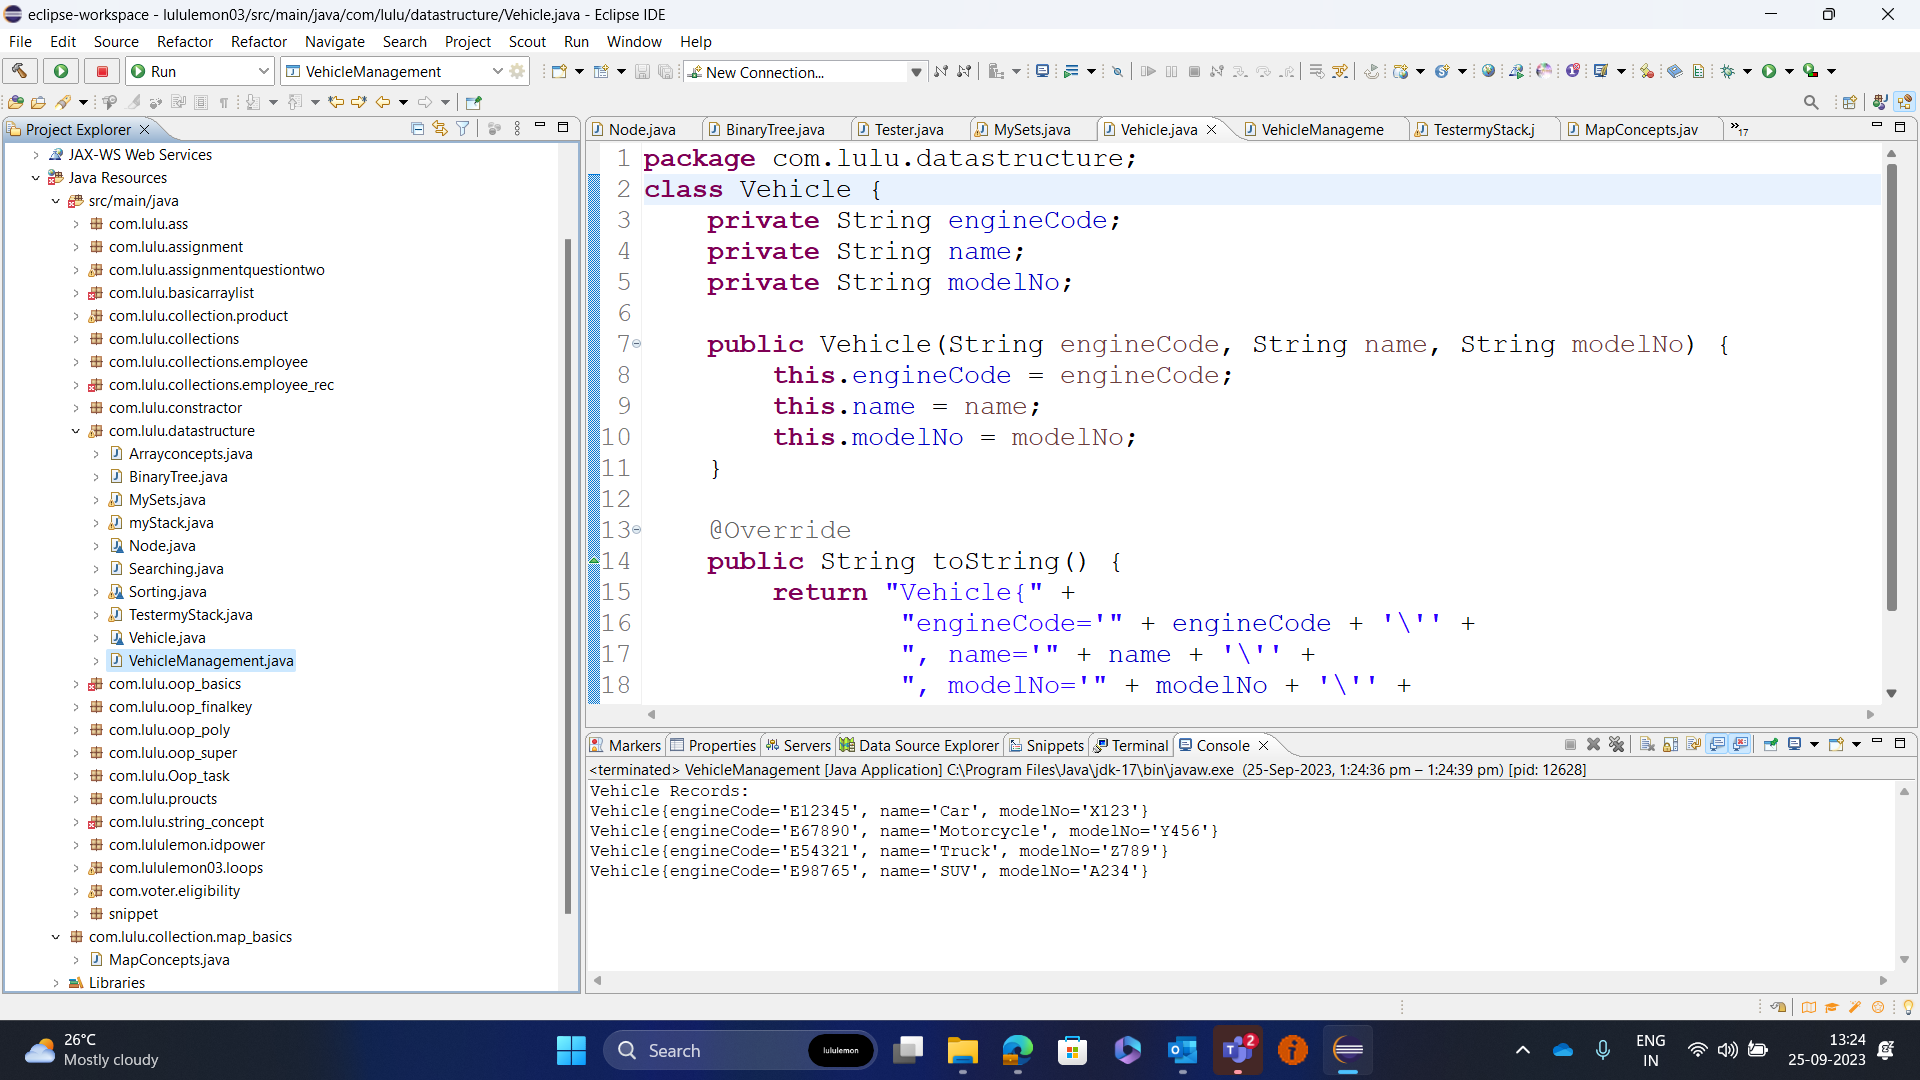 eclipse-workspace - lululemon03/src/main/java/com/lulu/datastructure/Vehicle.java - Eclipse IDE
File Edit Source Refactor Refactor Navigate Search Project Scout Run Window Help
Run VehicleManagement New Connection...
Project Explorer
JAX-WS Web Services
Java Resources
src/main/java
com.lulu.ass
com.lulu.assignment
com.lulu.assignmentquestiontwo
com.lulu.basicarraylist
com.lulu.collection.product
com.lulu.collections
com.lulu.collections.employee
com.lulu.collections.employee_rec
com.lulu.constractor
com.lulu.datastructure
Arrayconcepts.java
BinaryTree.java
MySets.java
myStack.java
Node.java
Searching.java
Sorting.java
TestermyStack.java
Vehicle.java
VehicleManagement.java
com.lulu.oop_basics
com.lulu.oop_finalkey
com.lulu.oop_poly
com.lulu.oop_super
com.lulu.Oop_task
com.lulu.proucts
com.lulu.string_concept
com.lululemon.idpower
com.lululemon03.loops
com.voter.eligibility
snippet
com.lulu.collection.map_basics
MapConcepts.java
Libraries
Node.java BinaryTree.java Tester.java MySets.java Vehicle.java VehicleManageme TestermyStack.j MapConcepts.jav »17
1 package com.lulu.datastructure;
2 class Vehicle {
3 private String engineCode;
4 private String name;
5 private String modelNo;
6
7 public Vehicle(String engineCode, String name, String modelNo) {
8 this.engineCode = engineCode;
9 this.name = name;
10 this.modelNo = modelNo;
11 }
12
13 @Override
14 public String toString() {
15 return "Vehicle{" +
16 "engineCode='" + engineCode + '\'' +
17 ", name='" + name + '\'' +
18 ", modelNo='" + modelNo + '\'' +
Markers Properties Servers Data Source Explorer Snippets Terminal Console
<terminated> VehicleManagement [Java Application] C:\Program Files\Java\jdk-17\bin\javaw.exe (25-Sep-2023, 1:24:36 pm – 1:24:39 pm) [pid: 12628]
Vehicle Records:
Vehicle{engineCode='E12345', name='Car', modelNo='X123'}
Vehicle{engineCode='E67890', name='Motorcycle', modelNo='Y456'}
Vehicle{engineCode='E54321', name='Truck', modelNo='Z789'}
Vehicle{engineCode='E98765', name='SUV', modelNo='A234'}
26°C
Mostly cloudy
Search
lululemon
2
ENG
IN
13:24
25-09-2023